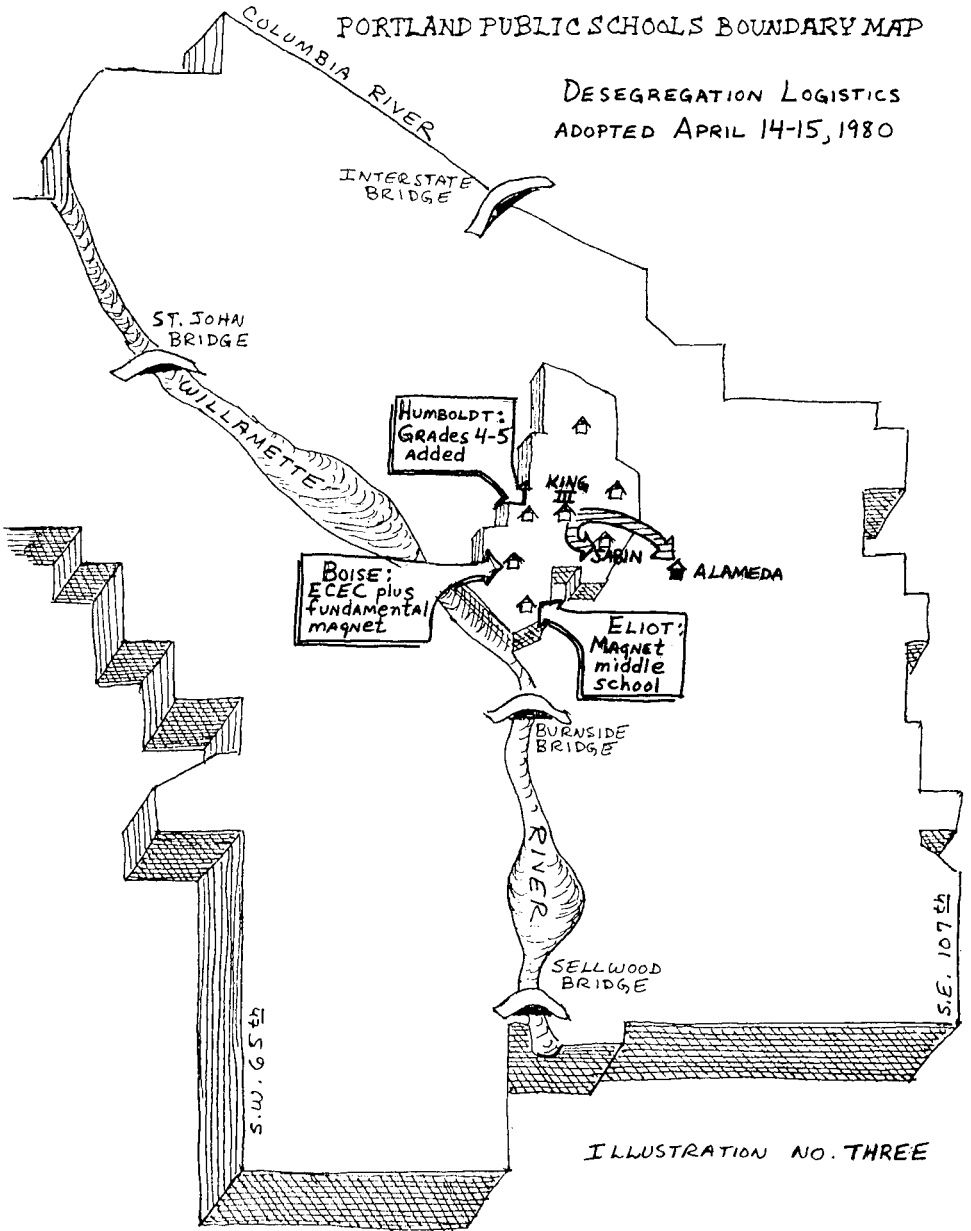 PORTLAND PUBLIC SCHOOLS BOUNDARY MAP
DESEGREGATION LOGISTICS
ADOPTED APRIL 14-15, 1980
COLUMBIA RIVER
INTERSTATE
BRIDGE
ST. JOHN
BRIDGE
WILLAMETTE
HUMBOLDT:
GRADES 4-5
Added
KING
III
SABIN
ALAMEDA
BOISE:
ECEC plus
fundamental
magnet
ELIOT:
MAgnet
middle
school
BURNSIDE
BRIDGE
RIVER
SELLWOOD
BRIDGE
S.W. 65th
S.E. 107th
ILLUSTRATION NO. THREE